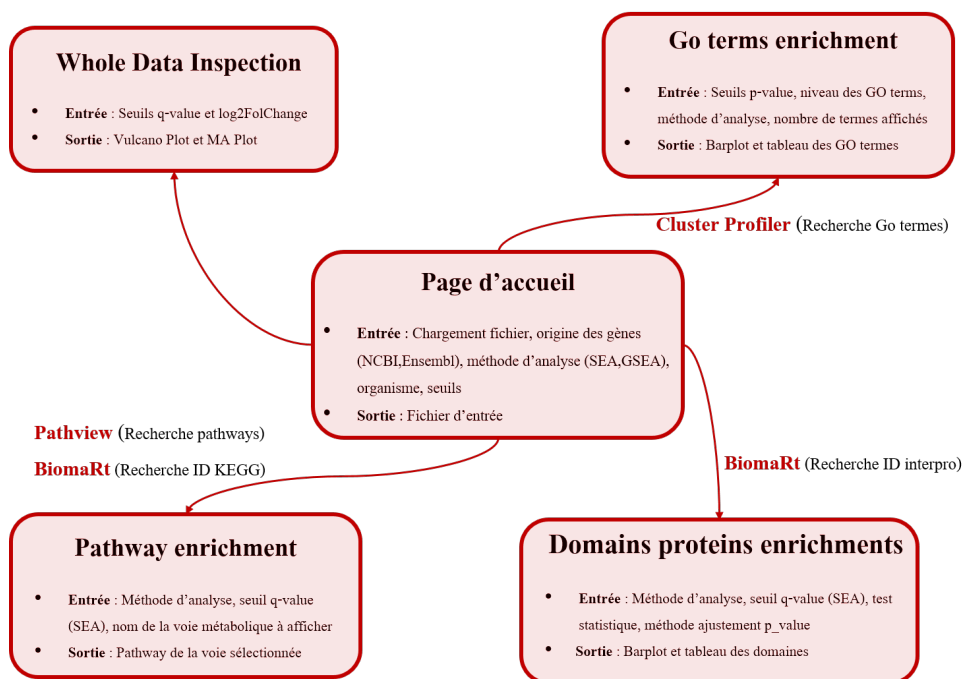 Whole Data Inspection
• Entrée : Seuils q-value et log2FolChange
• Sortie : Vulcano Plot et MA Plot
Go terms enrichment
• Entrée : Seuils p-value, niveau des GO terms,
méthode d'analyse, nombre de termes affichés
• Sortie : Barplot et tableau des GO termes
Cluster Profiler (Recherche Go termes)
Page d'accueil
• Entrée : Chargement fichier, origine des gènes
(NCBI,Ensembl), méthode d'analyse (SEA,GSEA),
organisme, seuils
• Sortie : Fichier d'entrée
Pathview (Recherche pathways)
BiomaRt (Recherche ID KEGG)
BiomaRt (Recherche ID interpro)
Pathway enrichment
• Entrée : Méthode d'analyse, seuil q-value
(SEA), nom de la voie métabolique à afficher
• Sortie : Pathway de la voie sélectionnée
Domains proteins enrichments
• Entrée : Méthode d'analyse, seuil q-value (SEA), test
statistique, méthode ajustement p_value
• Sortie : Barplot et tableau des domaines